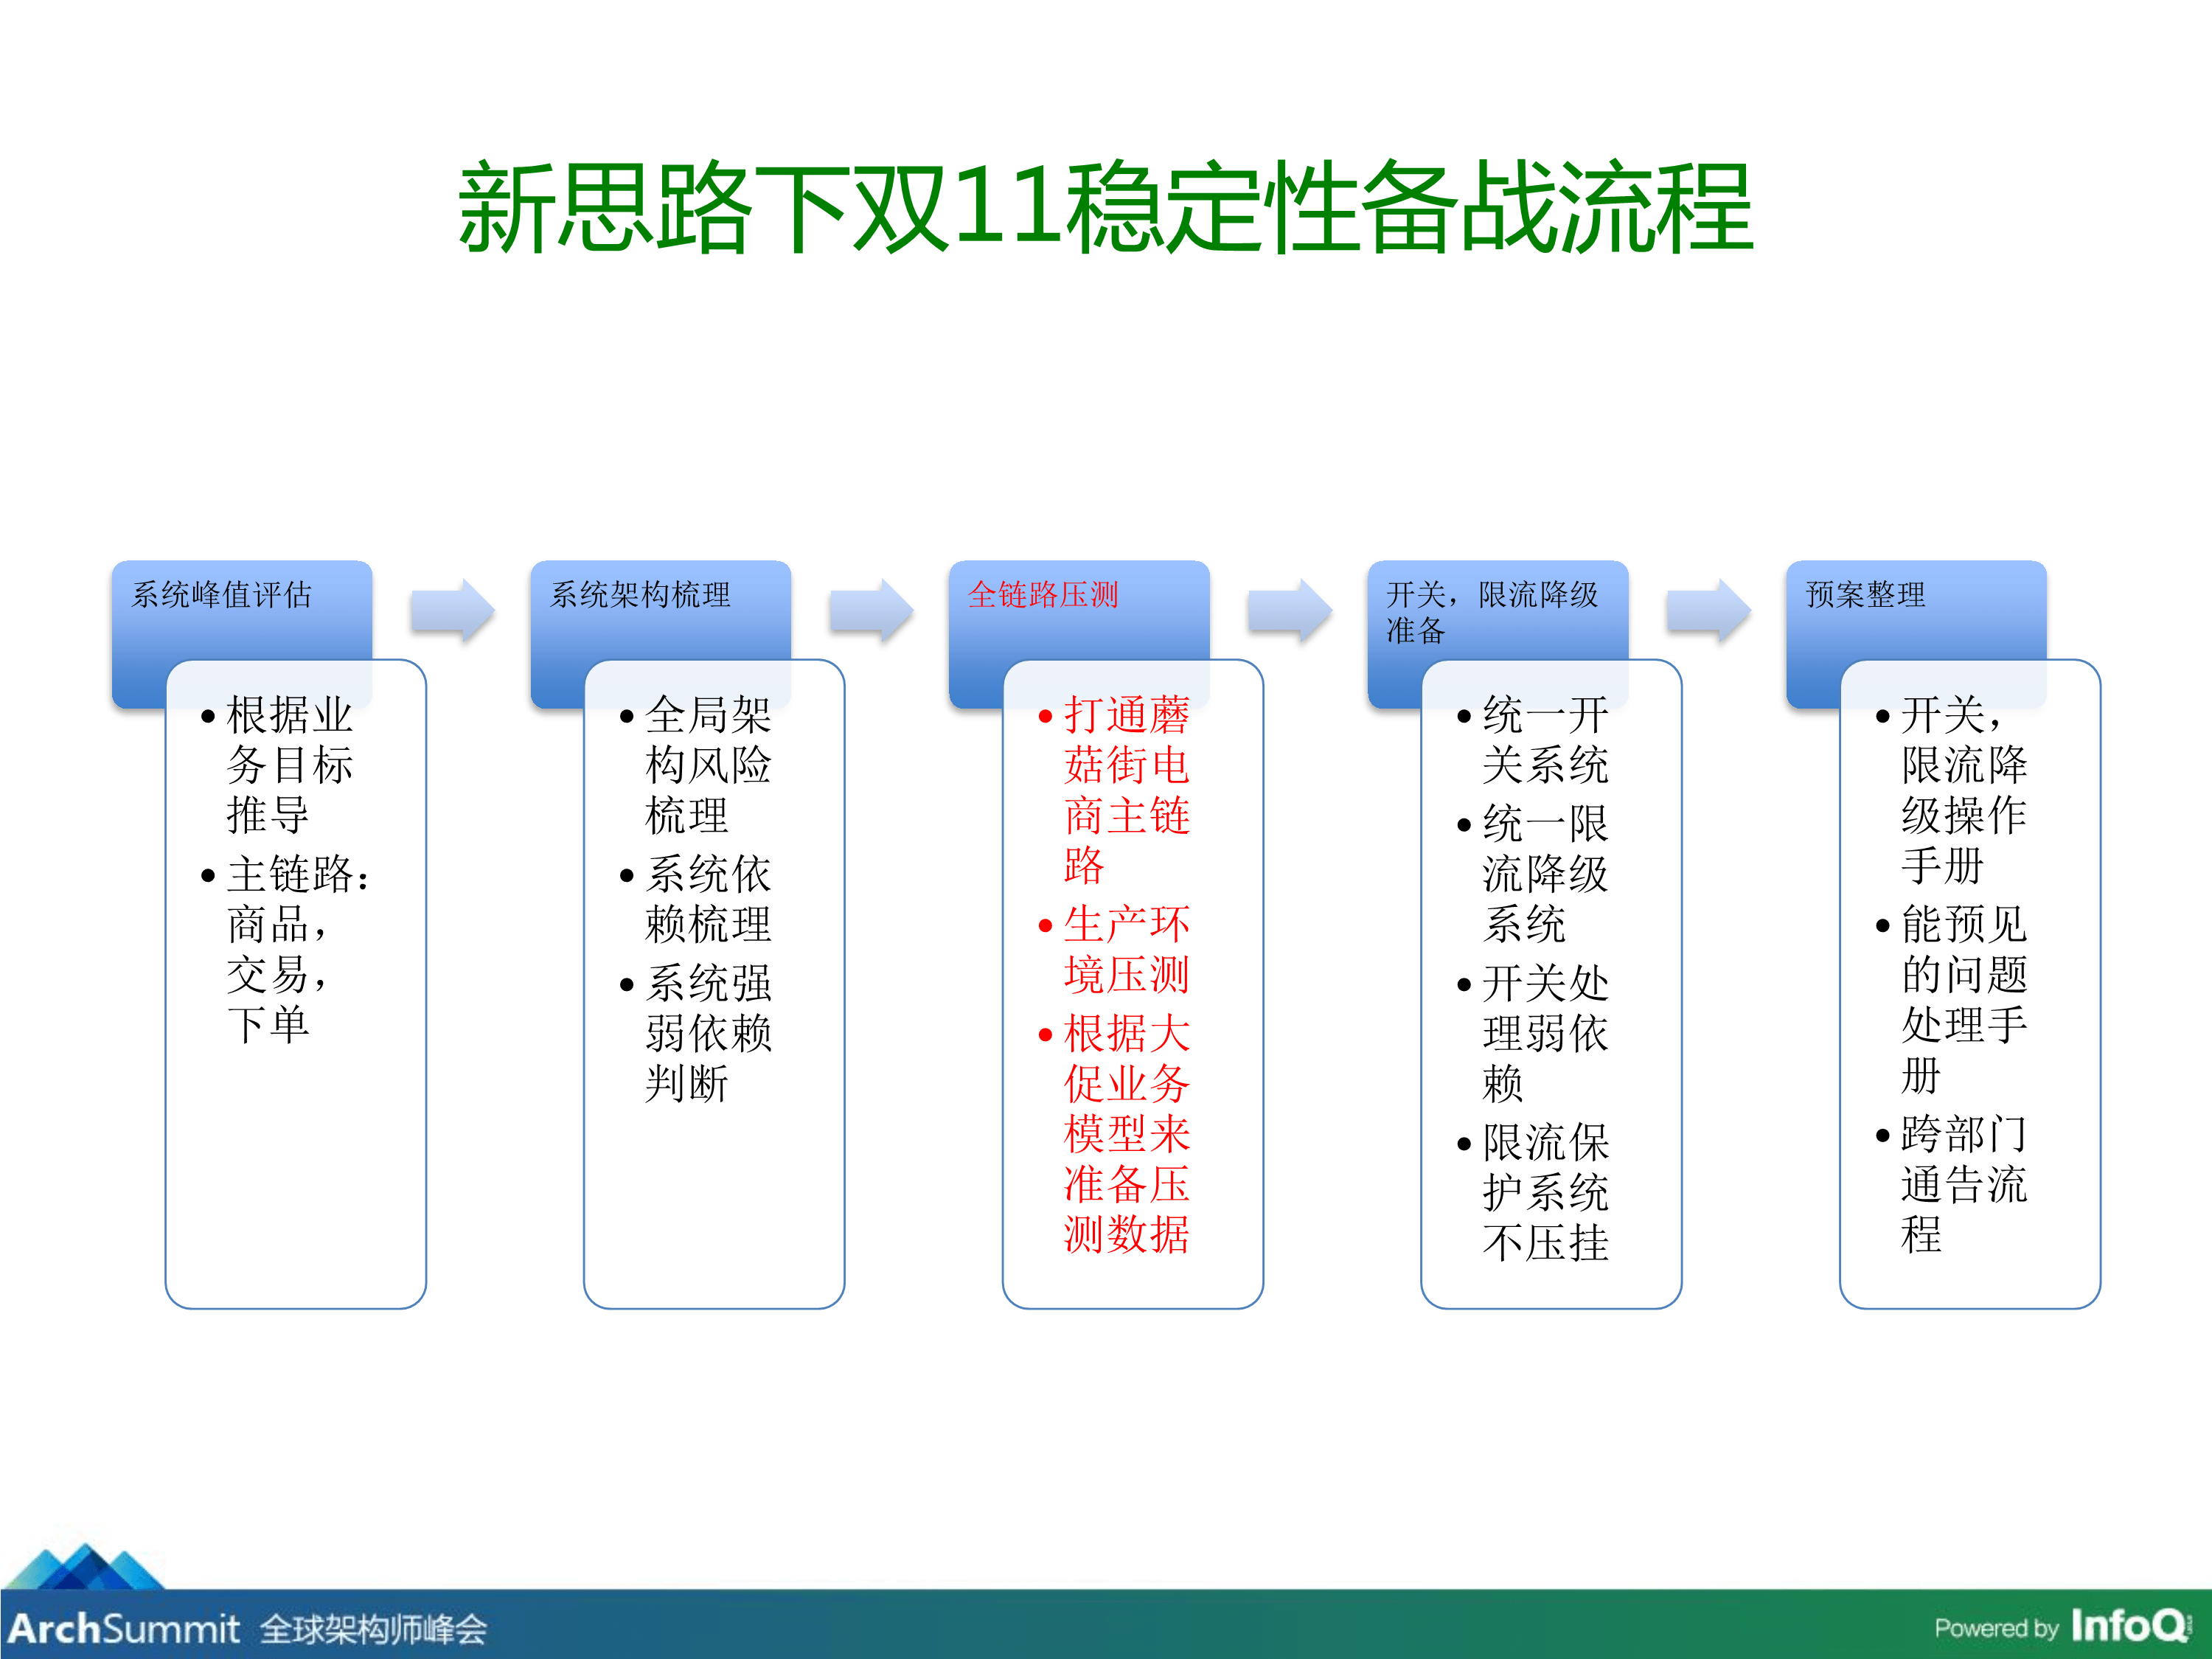 新思路下双11稳定性备战流程
系统峰值评估
• 根据业
务目标
推导
• 主链路：
商品，
交易，
下单
系统架构梳理
• 全局架
构风险
梳理
• 系统依
赖梳理
• 系统强
弱依赖
判断
全链路压测
• 打通蘑
菇街电
商主链
路
• 生产环
境压测
• 根据大
促业务
模型来
准备压
测数据
开关，限流降级
准备
• 统一开
关系统
• 统一限
流降级
系统
• 开关处
理弱依
赖
• 限流保
护系统
不压挂
预案整理
• 开关，
限流降
级操作
手册
• 能预见
的问题
处理手
册
• 跨部门
通告流
程
ArchSummit 全球架构师峰会
Powered by InfoQ